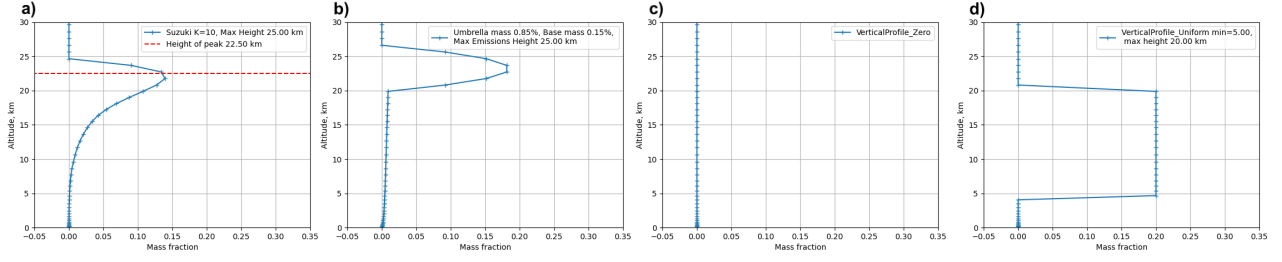 a)
Suzuki K=10, Max Height 25.00 km
Height of peak 22.50 km
Altitude, km
30
25
20
15
10
5
0
-0.05 0.00 0.05 0.10 0.15 0.20 0.25 0.30 0.35
Mass fraction
b)
Umbrella mass 0.85%, Base mass 0.15%,
Max Emissions Height 25.00 km
Altitude, km
30
25
20
15
10
5
0
-0.05 0.00 0.05 0.10 0.15 0.20 0.25 0.30 0.35
Mass fraction
c)
VerticalProfile_Zero
Altitude, km
30
25
20
15
10
5
0
-0.05 0.00 0.05 0.10 0.15 0.20 0.25 0.30 0.35
Mass fraction
d)
VerticalProfile_Uniform min=5.00,
max height 20.00 km
Altitude, km
30
25
20
15
10
5
0
-0.05 0.00 0.05 0.10 0.15 0.20 0.25 0.30 0.35
Mass fraction